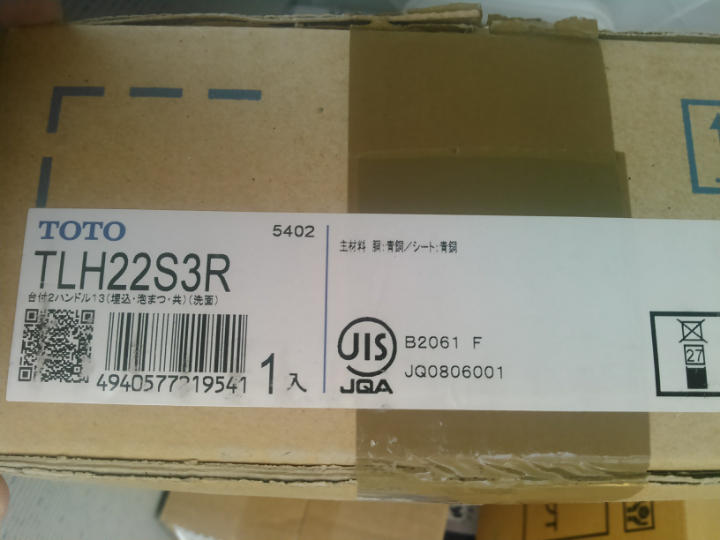 TOTO
5402
TLH22S3R
台付2ハンドル13(埋込・泡まつ・共)(洗面)
4940577219541
1入
主材料 胴:青銅/シート:青銅
JIS
JQA
B2061 F
JQ0806001
27